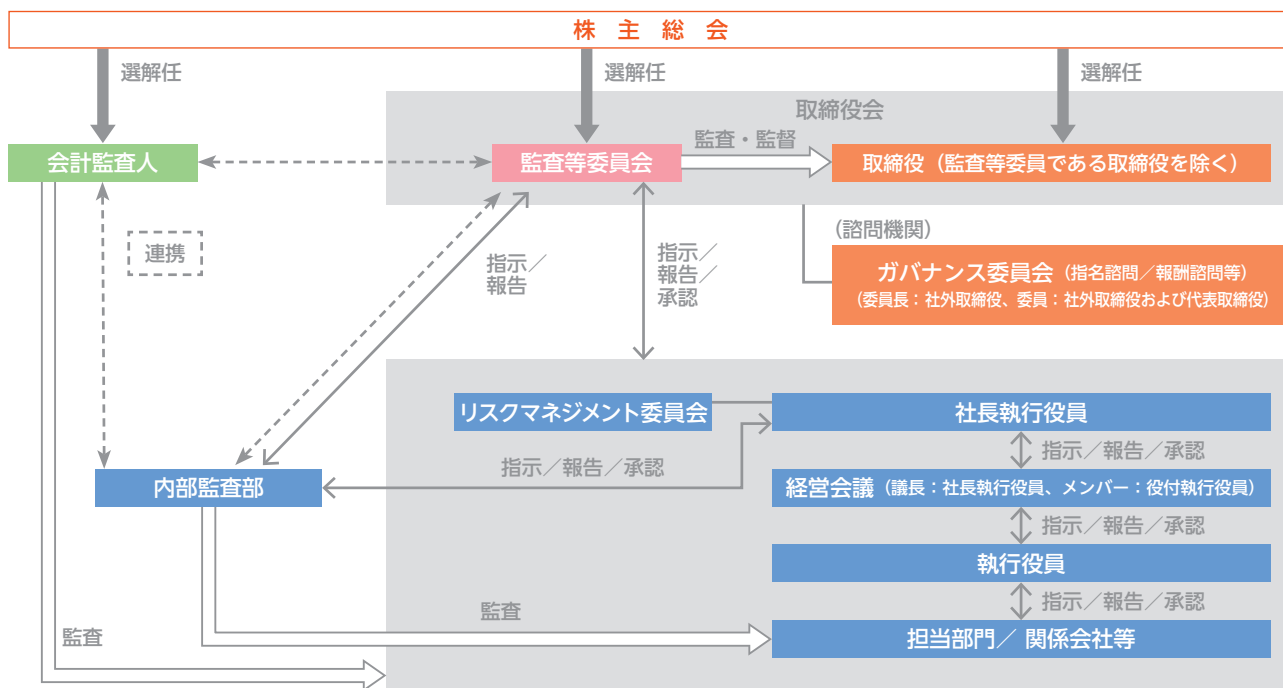 株主総会
選解任
選解任
選解任
取締役会
会計監査人
監査等委員会
監査・監督
取締役（監査等委員である取締役を除く）
連携
指示／
報告
指示／
報告／
承認
（諮問機関）
ガバナンス委員会（指名諮問／報酬諮問等）
（委員長：社外取締役、委員：社外取締役および代表取締役）
リスクマネジメント委員会
社長執行役員
指示／報告／承認
指示／報告／承認
内部監査部
経営会議（議長：社長執行役員、メンバー：役付執行役員）
指示／報告／承認
執行役員
指示／報告／承認
監査
監査
担当部門／関係会社等